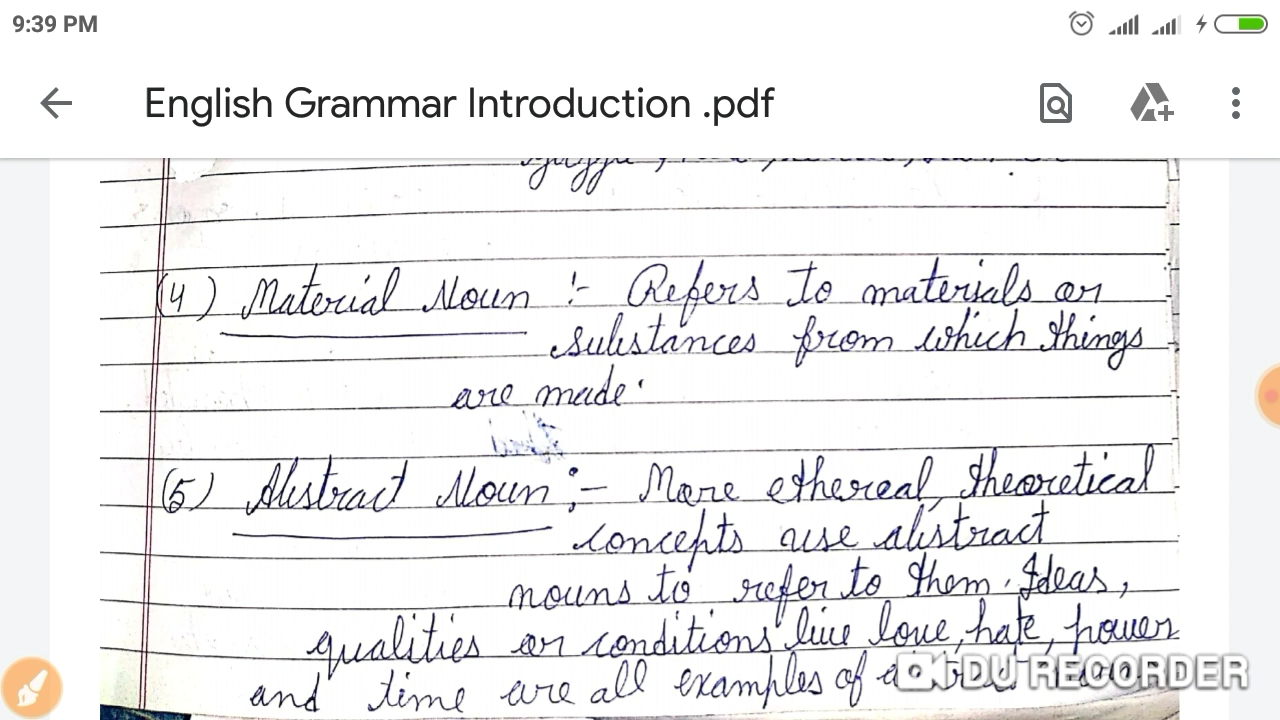 9:39 PM
English Grammar Introduction .pdf
(4) Material Noun :- Refers to materials or
substances from which things
are made.
(5) Abstract Noun :- More ethereal, theoretical
concepts use abstract
nouns to refer to them. Ideas,
qualities or conditions live love, hate, power
and time are all examples of
DU RECORDER